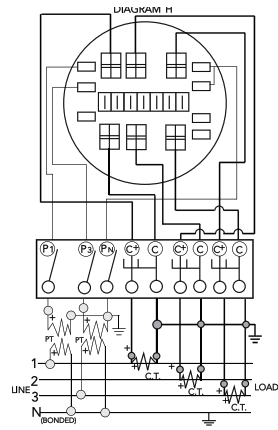 DIAGRAM H
P1 P3 PN C+ C C+ C C+ C
+ + + +
PT PT
1 + C.T.
2 + C.T.
LINE 3 + C.T. LOAD
N
(BONDED)